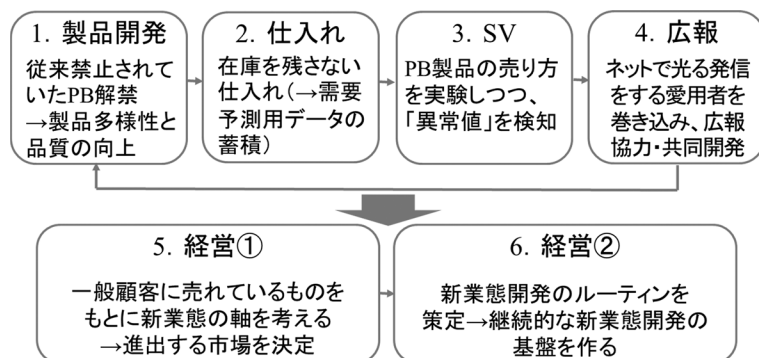 1. 製品開発
従来禁止されて
いたPB解禁
→製品多様性と
品質の向上
2. 仕入れ
在庫を残さない
仕入れ(→需要
予測用データの
蓄積)
3. SV
PB製品の売り方
を実験しつつ、
「異常値」を検知
4. 広報
ネットで光る発信
をする愛用者を
巻き込み、広報
協力・共同開発
5. 経営①
一般顧客に売れているものを
もとに新業態の軸を考える
→進出する市場を決定
6. 経営②
新業態開発のルーティンを
策定→継続的な新業態開発の
基盤を作る